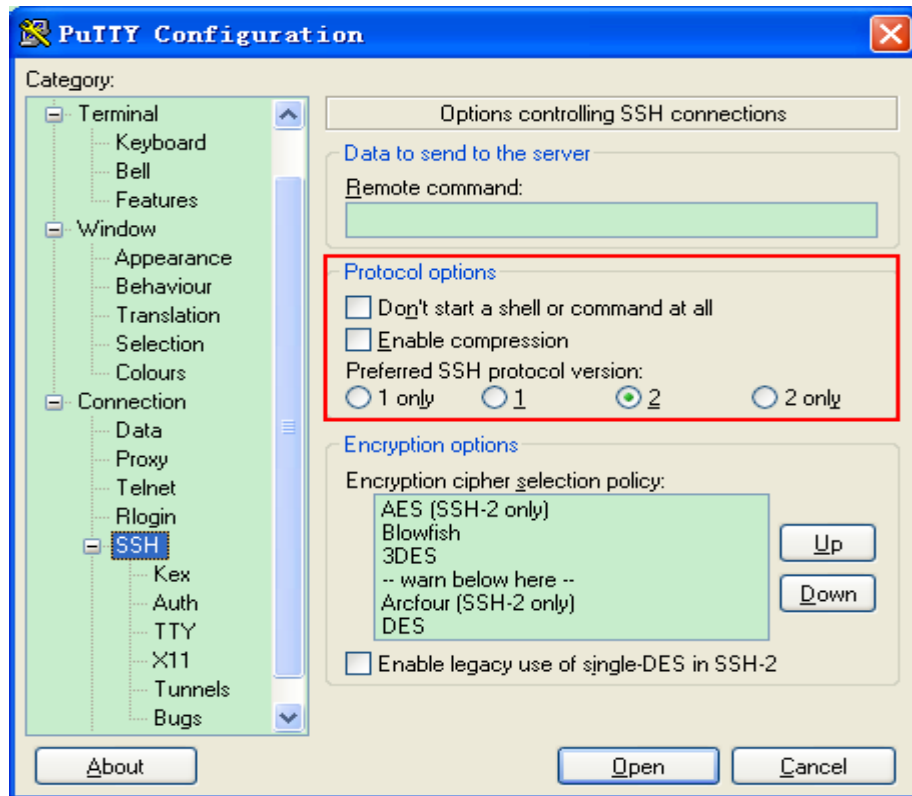 PuTTY Configuration
Category:
Terminal
Keyboard
Bell
Features
Window
Appearance
Behaviour
Translation
Selection
Colours
Connection
Data
Proxy
Telnet
Rlogin
SSH
Kex
Auth
TTY
X11
Tunnels
Bugs
Options controlling SSH connections
Data to send to the server
Remote command:
Protocol options
Don't start a shell or command at all
Enable compression
Preferred SSH protocol version:
1 only 1 2 2 only
Encryption options
Encryption cipher selection policy:
AES (SSH-2 only)
Blowfish
3DES
-- warn below here --
Arcfour (SSH-2 only)
DES
Up
Down
Enable legacy use of single-DES in SSH-2
About Open Cancel